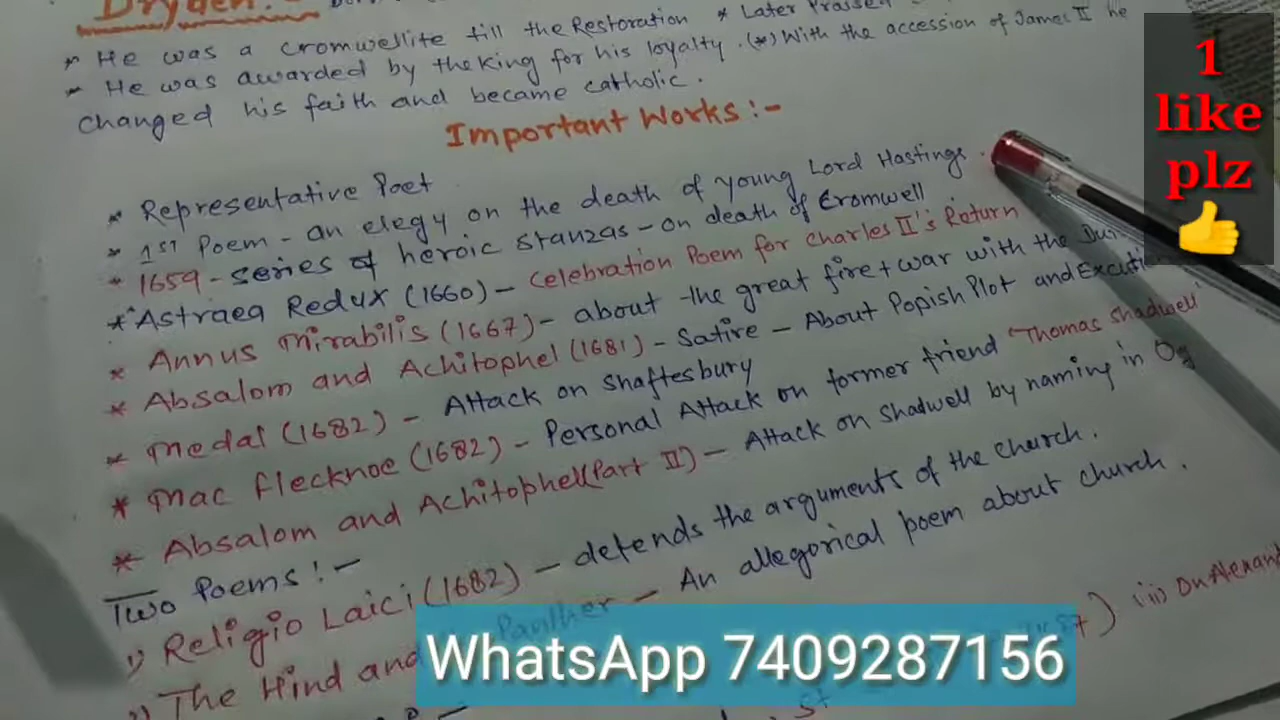 Dryden:-
* He was a cromwellite till the Restoration * Later Praised
* He was awarded by the king for his loyalty. (*) With the accession of James II he
changed his faith and became catholic.
Important Works:-
* Representative Poet
* 1st Poem - an elegy on the death of young Lord Hastings.
* 1659 - series of heroic stanzas - on death of Cromwell
* Astraea Redux (1660) - Celebration Poem for Charles II's Return
* Annus Mirabilis (1667) - about the great fire + war with the
* Absalom and Achitophel (1681) - Satire - About Popish Plot and
* Medal (1682) - Attack on Shaftesbury
* Mac Flecknoe (1682) - Personal Attack on former friend 'Thomas Shadwell'
* Absalom and Achitophel (Part II) - Attack on Shadwell by naming in Og
Two Poems:-
1) Religio Laici (1682) - defends the arguments of the church.
2) The Hind and Panther - An allegorical poem about church.
(ii) On
1
like
plz
WhatsApp 7409287156